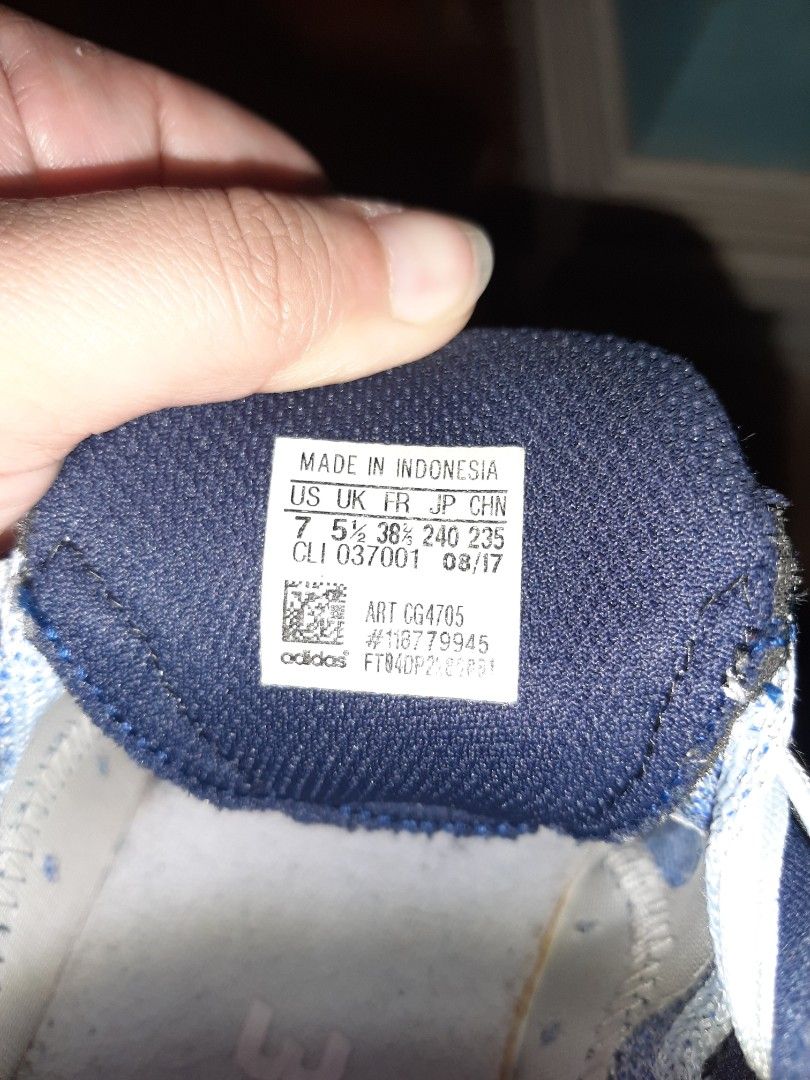 MADE IN INDONESIA
US UK FR JP CHN
7 5½ 38⅔ 240 235
CLI 037001 08/17
ART CG4705
#118779945
adidas